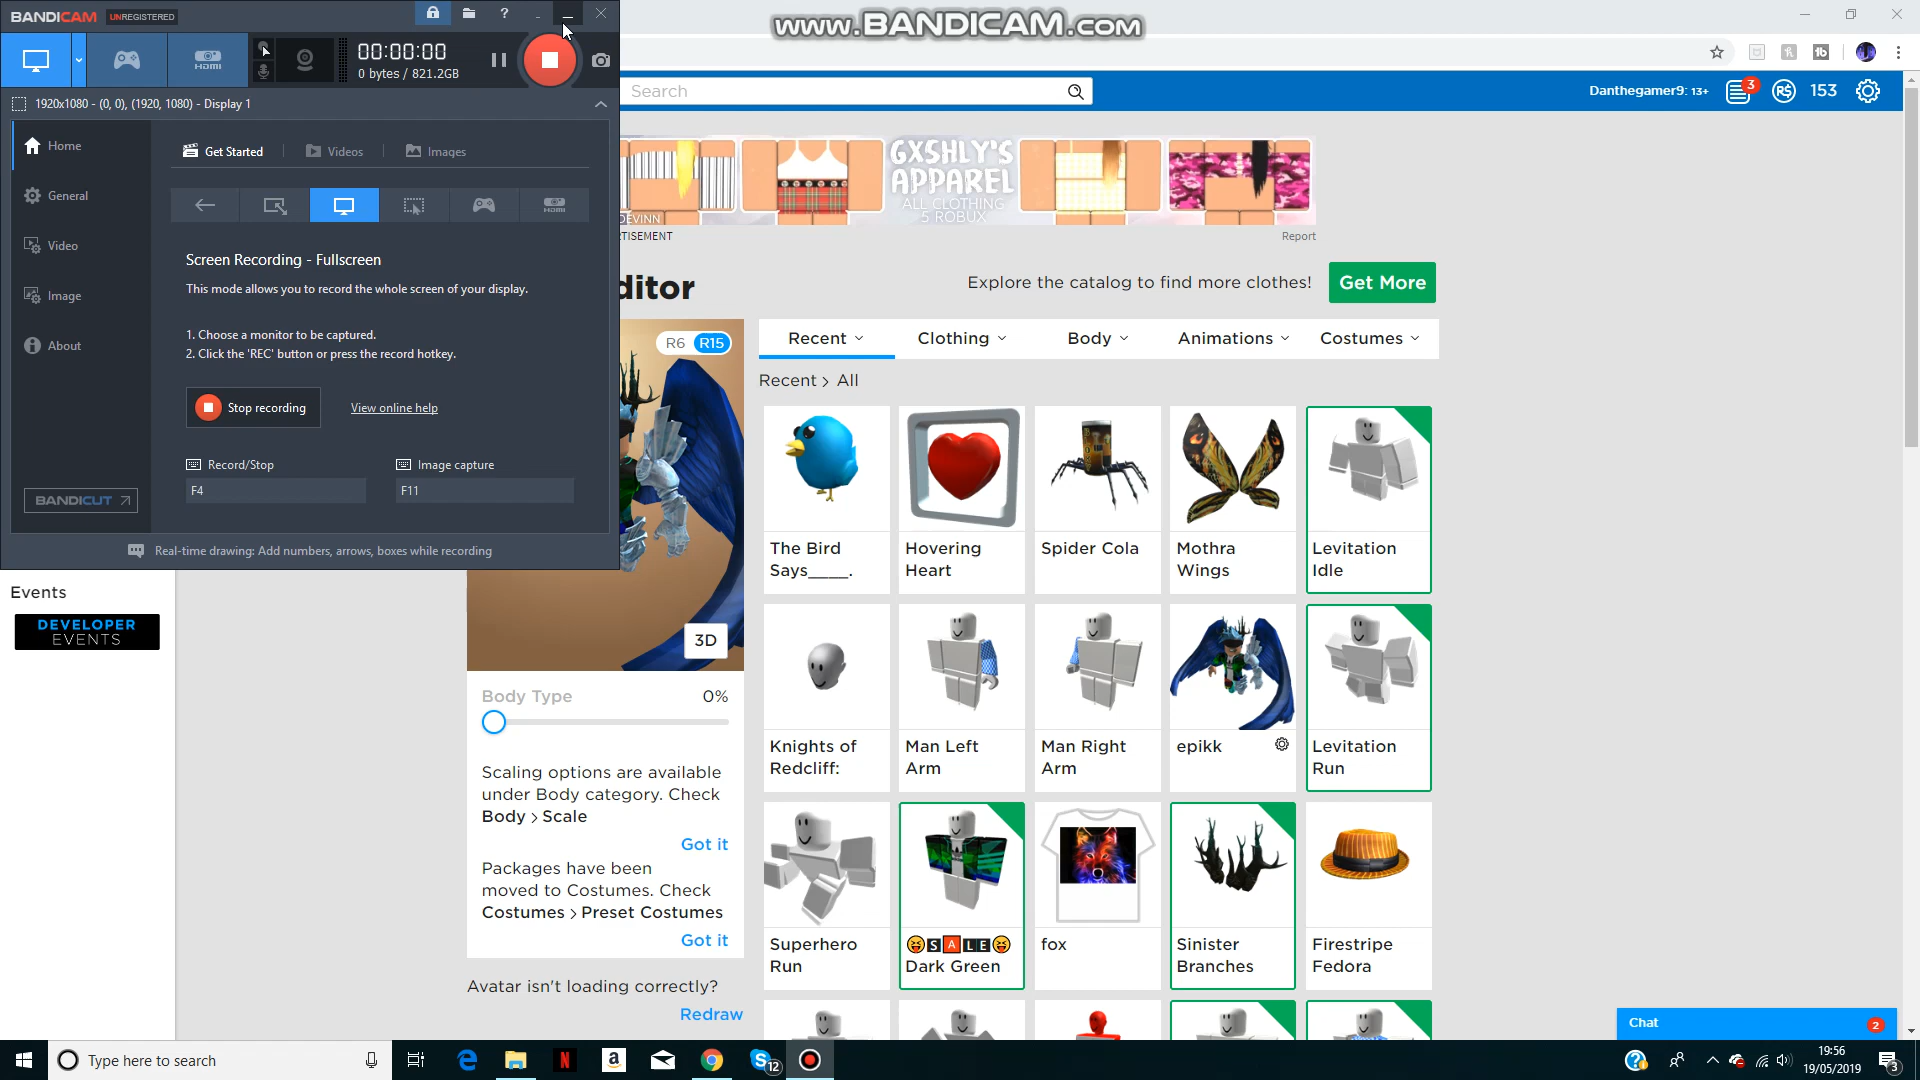 BANDICAM UNREGISTERED
www.BANDICAM.com
?
HDMI
00:00:00
0 bytes / 821.2GB
1920x1080 - (0, 0), (1920, 1080) - Display 1
Home
General
Video
Image
About
BANDICUT
Get Started
Videos
Images
HDMI
Screen Recording - Fullscreen
This mode allows you to record the whole screen of your display.
1. Choose a monitor to be captured.
2. Click the 'REC' button or press the record hotkey.
Stop recording
View online help
Record/Stop
Image capture
F4
F11
Real-time drawing: Add numbers, arrows, boxes while recording
Search
Danthegamer9: 13+
3
R$
153
GXSHLY'S
APPAREL
ALL CLOTHING
5 ROBUX
DEVINN
TISEMENT
Report
ditor
Explore the catalog to find more clothes!
Get More
R6 R15
3D
Recent
Clothing
Body
Animations
Costumes
Recent > All
The Bird
Says____.
Hovering
Heart
Spider Cola
Mothra
Wings
Levitation
Idle
Knights of
Redcliff:
Man Left
Arm
Man Right
Arm
epikk
Levitation
Run
Superhero
Run
😝🆂🅰🅻🅴😝
Dark Green
fox
Sinister
Branches
Firestripe
Fedora
Events
DEVELOPER
EVENTS
Body Type 0%
Scaling options are available
under Body category. Check
Body > Scale
Got it
Packages have been
moved to Costumes. Check
Costumes > Preset Costumes
Got it
Avatar isn't loading correctly?
Redraw
Chat
2
Type here to search
12
19:56
19/05/2019
3